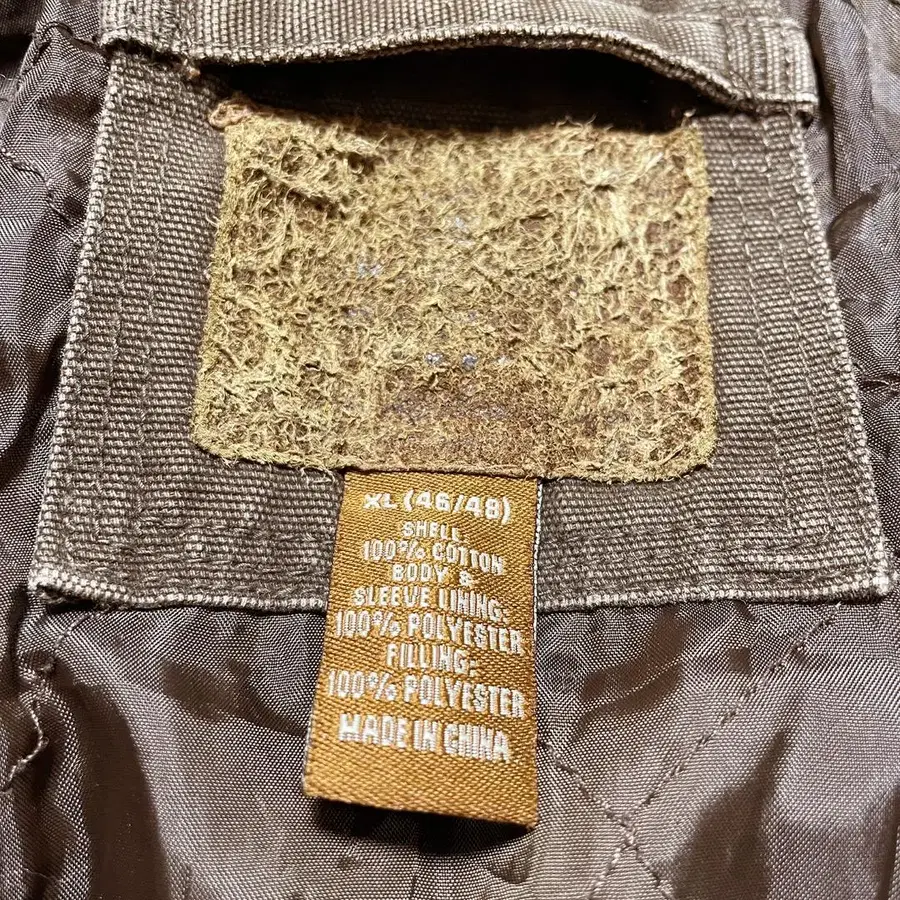 XL (46/48)
SHELL
100% COTTON
BODY &
SLEEVE LINING:
100% POLYESTER
FILLING:
100% POLYESTER
MADE IN CHINA